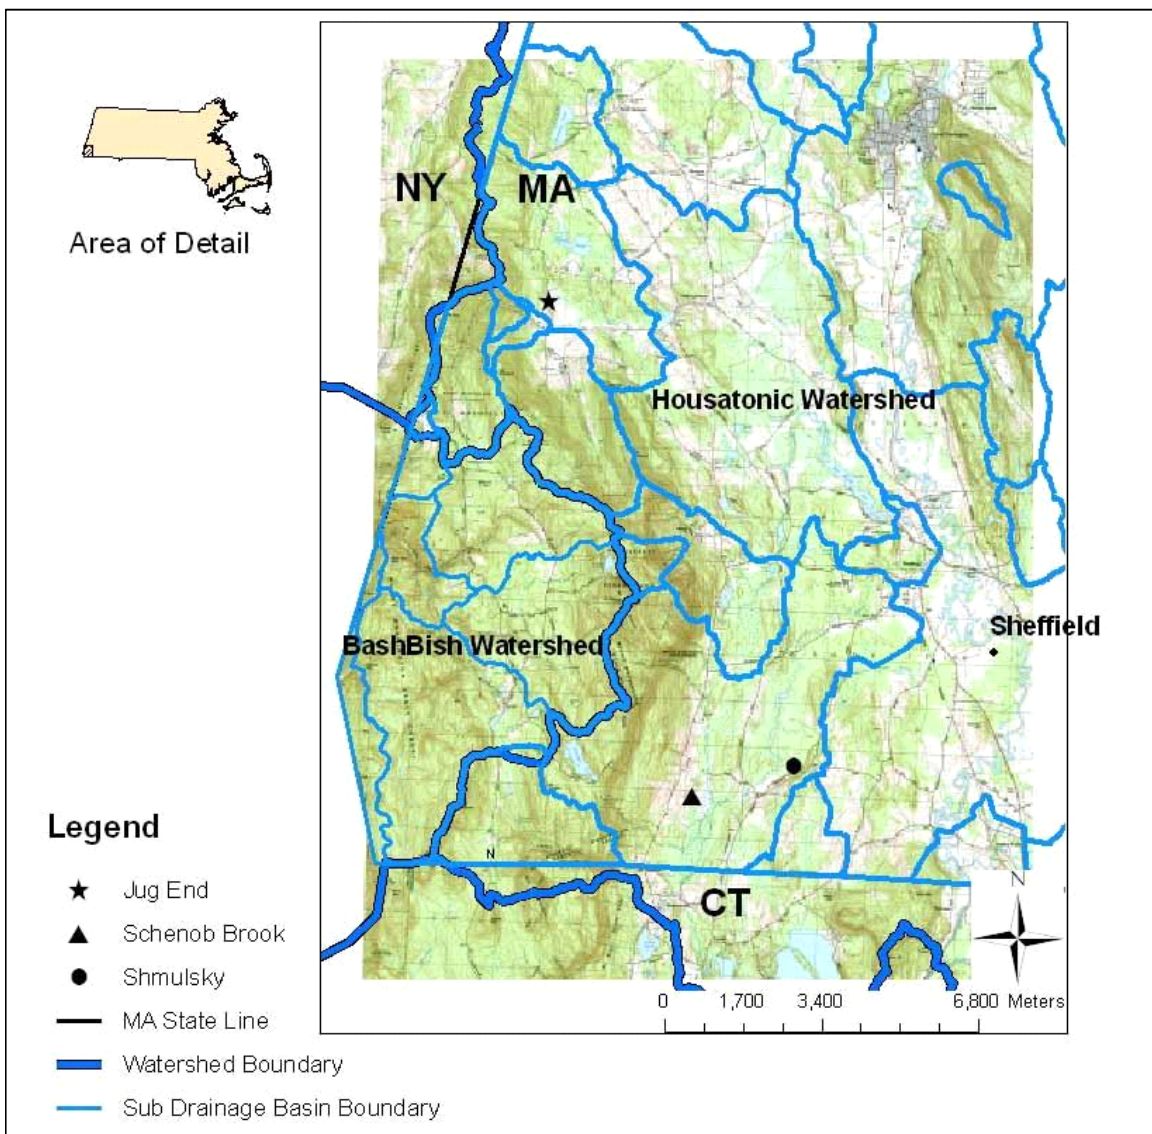 NY MA
Area of Detail
Housatonic Watershed
Sheffield
BashBish Watershed
Legend
Jug End
Schenob Brook
Shmulsky
MA State Line
Watershed Boundary
Sub Drainage Basin Boundary
N
CT
N
0 1,700 3,400 6,800 Meters